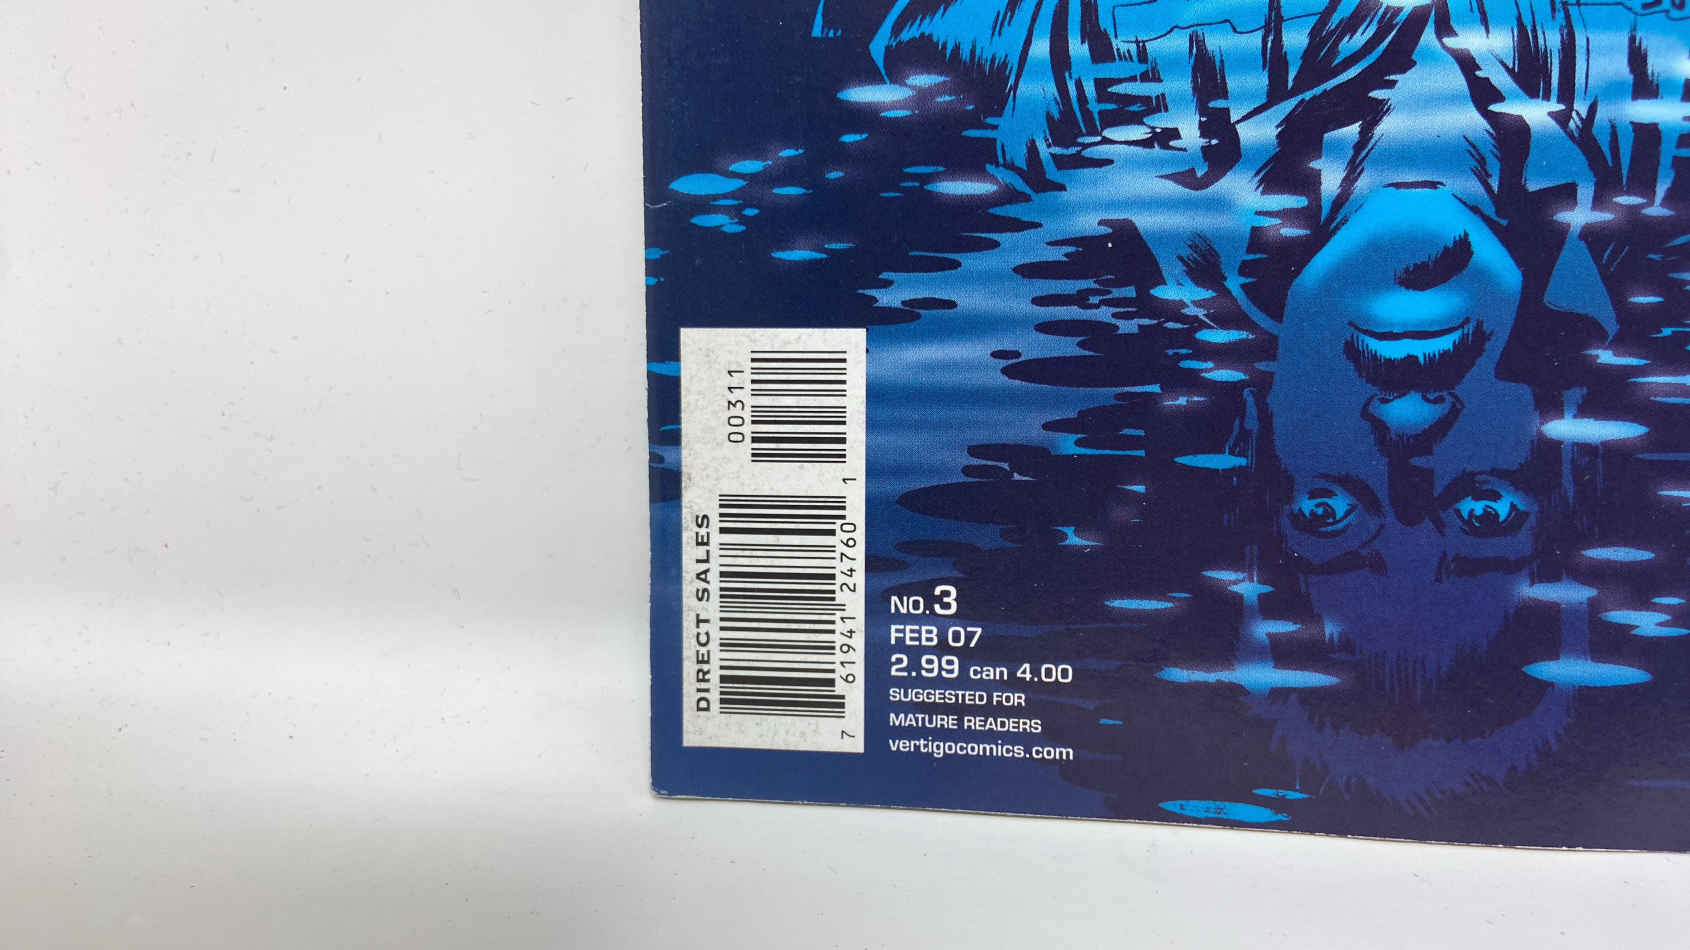 00311
DIRECT SALES
7 61941 24760 1
NO.3
FEB 07
2.99 can 4.00
SUGGESTED FOR
MATURE READERS
vertigocomics.com